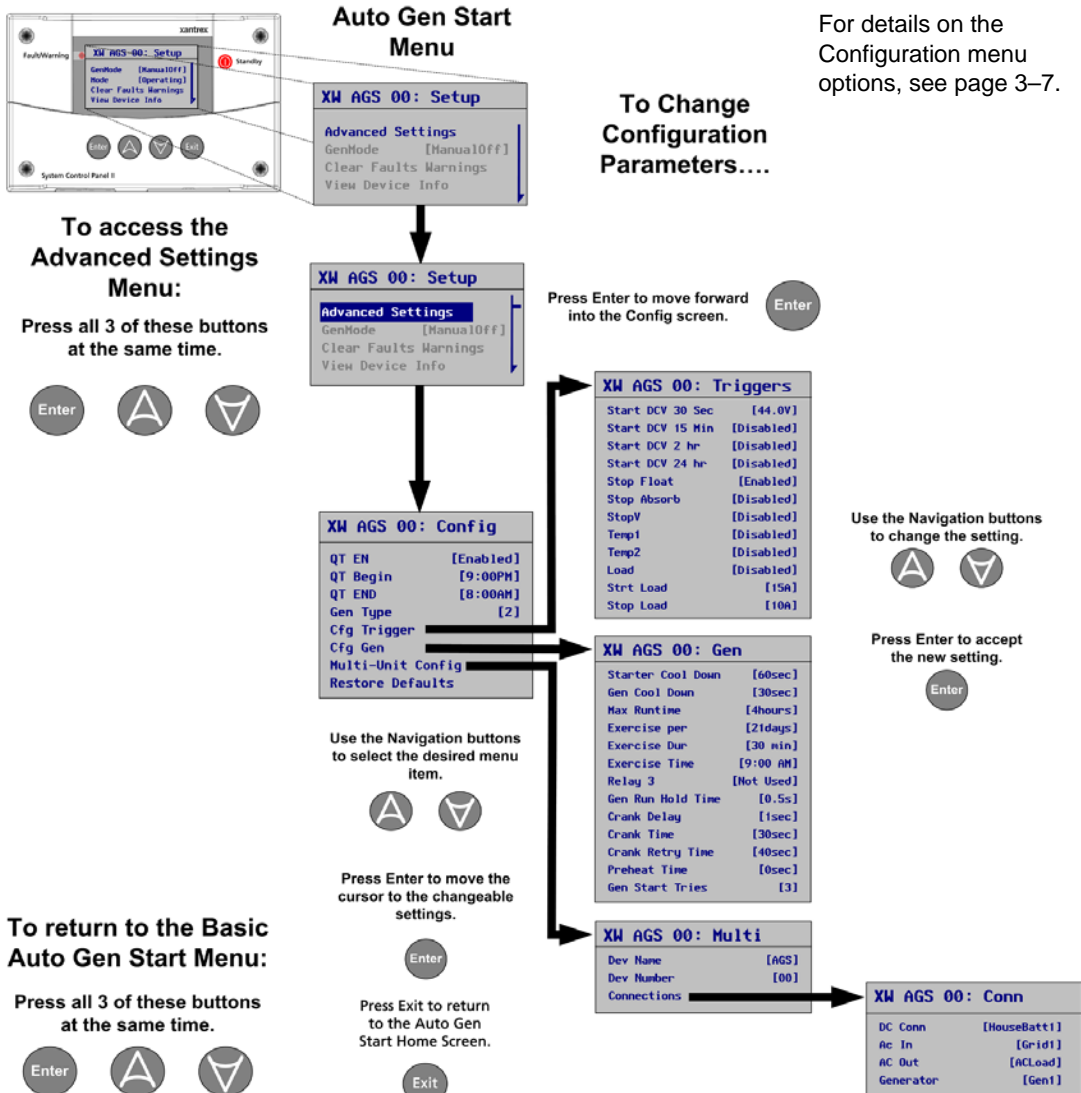 xantrex
Fault/Warning
Standby
XW AGS-00: Setup
GenMode [ManualOff]
Mode [Operating]
Clear Faults Warnings
View Device Info
Enter
Exit
System Control Panel II
Auto Gen Start
Menu
XW AGS 00: Setup
Advanced Settings
GenMode [ManualOff]
Clear Faults Warnings
View Device Info
To Change
Configuration
Parameters....
For details on the
Configuration menu
options, see page 3–7.
To access the
Advanced Settings
Menu:
Press all 3 of these buttons
at the same time.
Enter
XW AGS 00: Setup
Advanced Settings
GenMode [ManualOff]
Clear Faults Warnings
View Device Info
Press Enter to move forward
into the Config screen.
Enter
XW AGS 00: Config
QT EN [Enabled]
QT Begin [9:00PM]
QT END [8:00AM]
Gen Type [2]
Cfg Trigger
Cfg Gen
Multi-Unit Config
Restore Defaults
XW AGS 00: Triggers
Start DCV 30 Sec [44.0V]
Start DCV 15 Min [Disabled]
Start DCV 2 hr [Disabled]
Start DCV 24 hr [Disabled]
Stop Float [Enabled]
Stop Absorb [Disabled]
StopV [Disabled]
Temp1 [Disabled]
Temp2 [Disabled]
Load [Disabled]
Strt Load [15A]
Stop Load [10A]
Use the Navigation buttons
to change the setting.
Press Enter to accept
the new setting.
Enter
XW AGS 00: Gen
Starter Cool Down [60sec]
Gen Cool Down [30sec]
Max Runtime [4hours]
Exercise per [21days]
Exercise Dur [30 min]
Exercise Time [9:00 AM]
Relay 3 [Not Used]
Gen Run Hold Time [0.5s]
Crank Delay [1sec]
Crank Time [30sec]
Crank Retry Time [40sec]
Preheat Time [0sec]
Gen Start Tries [3]
Use the Navigation buttons
to select the desired menu
item.
Press Enter to move the
cursor to the changeable
settings.
Enter
Press Exit to return
to the Auto Gen
Start Home Screen.
Exit
To return to the Basic
Auto Gen Start Menu:
Press all 3 of these buttons
at the same time.
Enter
XW AGS 00: Multi
Dev Name [AGS]
Dev Number [00]
Connections
XW AGS 00: Conn
DC Conn [HouseBatt1]
Ac In [Grid1]
AC Out [ACLoad]
Generator [Gen1]